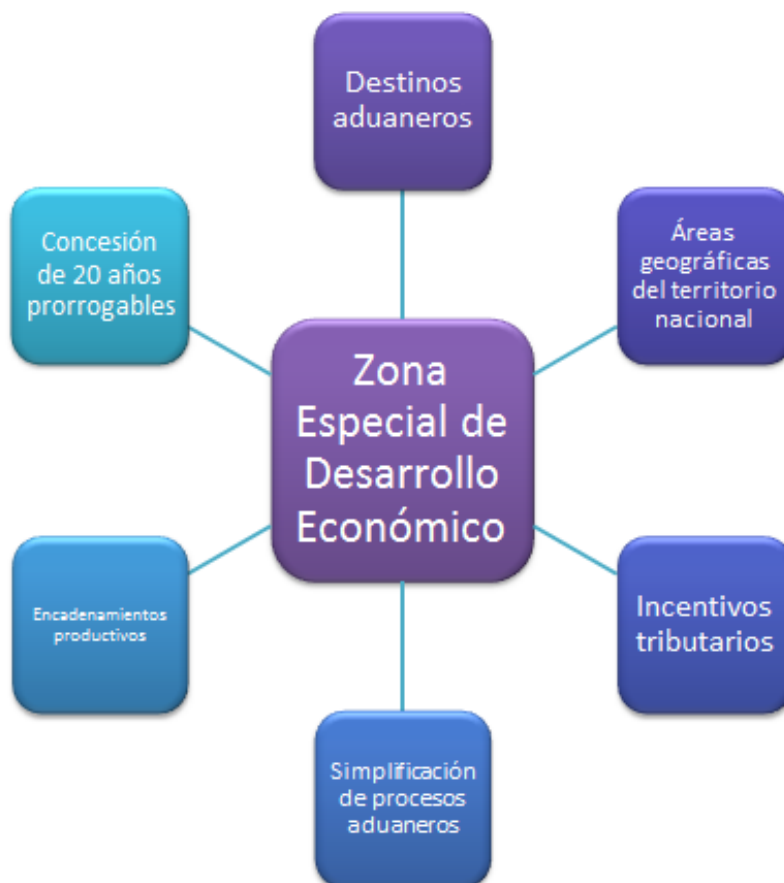 Destinos
aduaneros
Concesión
de 20 años
prorrogables
Áreas
geográficas
del territorio
nacional
Zona
Especial de
Desarrollo
Económico
Encadenamientos
productivos
Incentivos
tributarios
Simplificación
de procesos
aduaneros